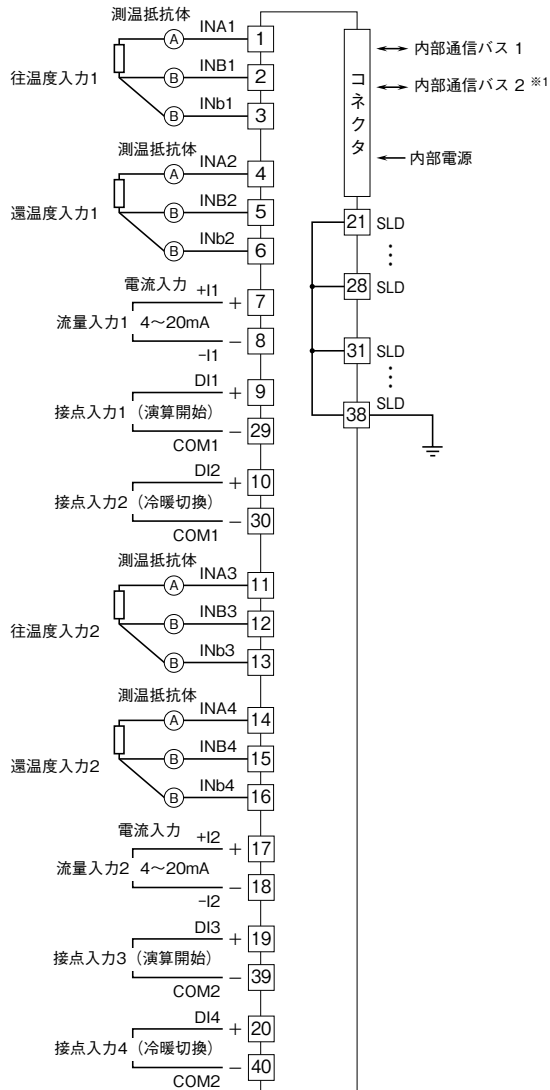 測温抵抗体
往温度入力1
A INA1 1
B INB1 2
B INb1 3
測温抵抗体
還温度入力1
A INA2 4
B INB2 5
B INb2 6
電流入力
流量入力1 4～20mA
+I1 + 7
−I1 − 8
接点入力1（演算開始）
DI1 + 9
COM1 − 29
接点入力2（冷暖切換）
DI2 + 10
COM1 − 30
測温抵抗体
往温度入力2
A INA3 11
B INB3 12
B INb3 13
測温抵抗体
還温度入力2
A INA4 14
B INB4 15
B INb4 16
電流入力
流量入力2 4～20mA
+I2 + 17
−I2 − 18
接点入力3（演算開始）
DI3 + 19
COM2 − 39
接点入力4（冷暖切換）
DI4 + 20
COM2 − 40
コネクタ
内部通信バス 1
内部通信バス 2 ※1
内部電源
21 SLD
⋮
28 SLD
31 SLD
⋮
38 SLD